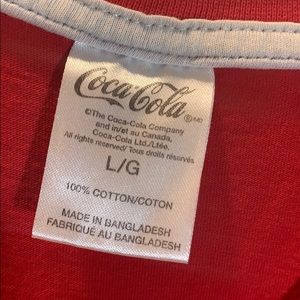 Coca-Cola ®MD
©The Coca-Cola Company
and in/et au Canada,
Coca-Cola Ltd./Ltée.
All rights reserved/ Tous droits réservés
L/G
100% COTTON/COTON
MADE IN BANGLADESH
FABRIQUÉ AU BANGLADESH